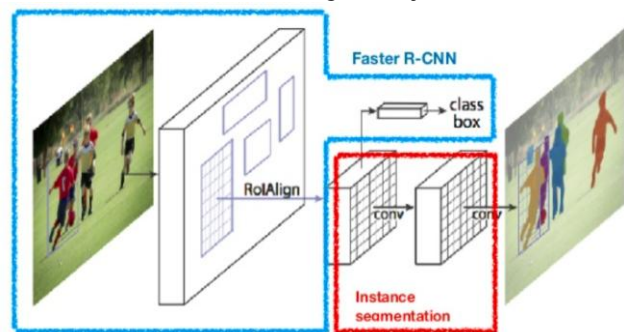 Faster R-CNN
class
box
RoIAlign
conv
conv
Instance
segmentation